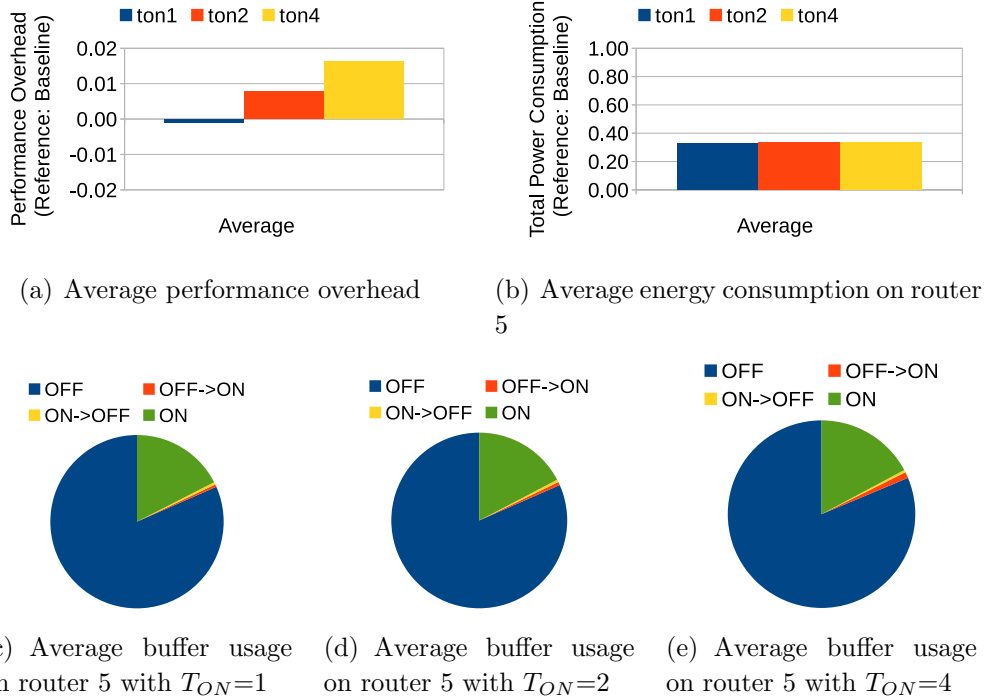 ton1 ton2 ton4
Performance Overhead
(Reference: Baseline)
0.02
0.01
0.00
-0.01
-0.02
Average
(a) Average performance overhead
ton1 ton2 ton4
Total Power Consumption
(Reference: Baseline)
1.00
0.80
0.60
0.40
0.20
0.00
Average
(b) Average energy consumption on router
5
OFF OFF->ON
ON->OFF ON
) Average buffer usage
n router 5 with T_ON=1
OFF OFF->ON
ON->OFF ON
(d) Average buffer usage
on router 5 with T_ON=2
OFF OFF->ON
ON->OFF ON
(e) Average buffer usage
on router 5 with T_ON=4